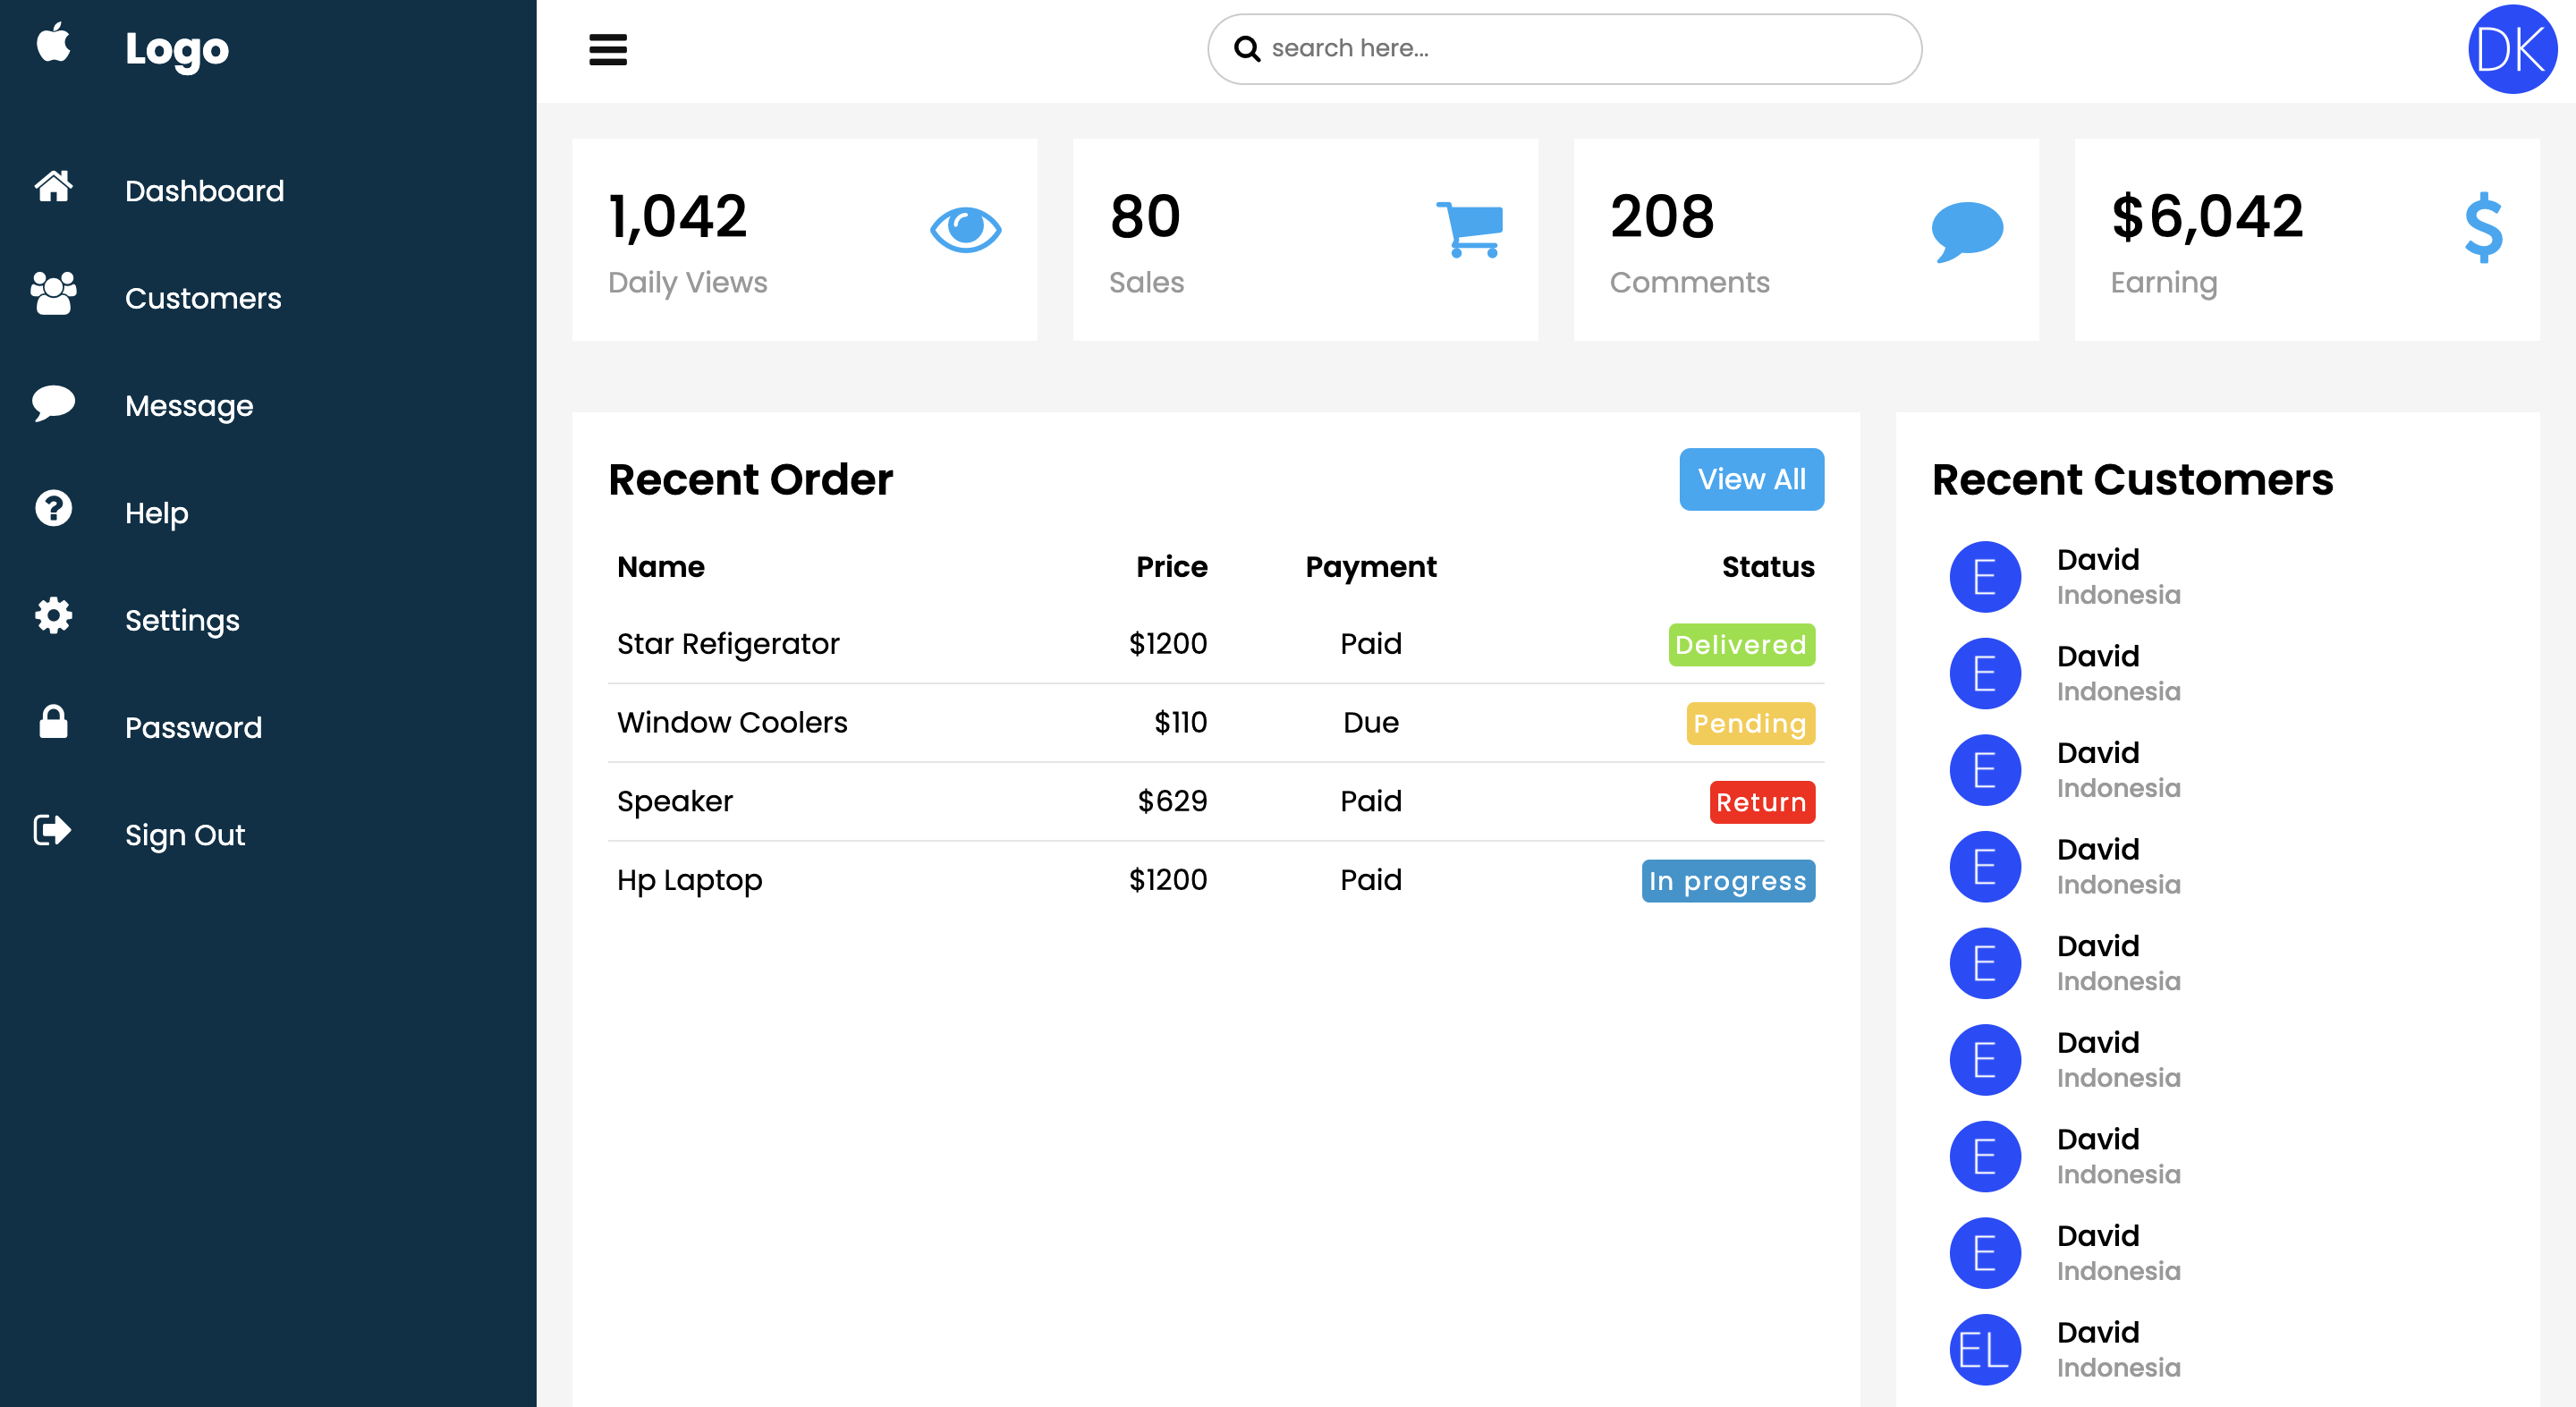 Logo
Dashboard
Customers
Message
Help
Settings
Password
Sign Out
search here...
DK
1,042
Daily Views
80
Sales
208
Comments
$6,042
Earning
Recent Order
View All
Name Price Payment Status
Star Refigerator $1200 Paid Delivered
Window Coolers $110 Due Pending
Speaker $629 Paid Return
Hp Laptop $1200 Paid In progress
Recent Customers
E David
Indonesia
E David
Indonesia
E David
Indonesia
E David
Indonesia
E David
Indonesia
E David
Indonesia
E David
Indonesia
E David
Indonesia
EL David
Indonesia